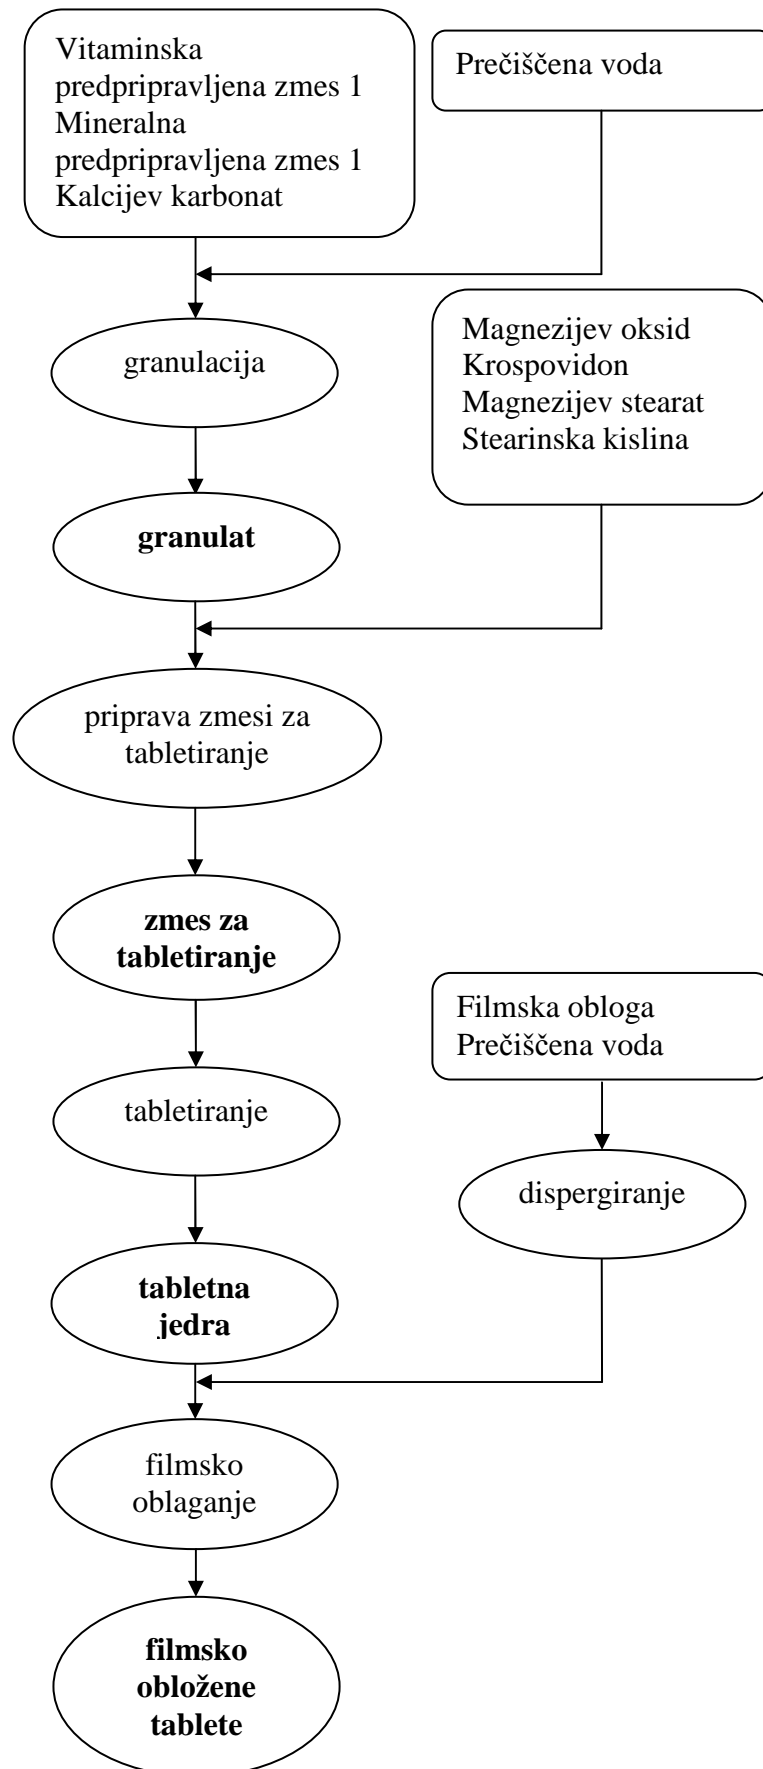 Vitaminska
predpripravljena zmes 1
Mineralna
predpripravljena zmes 1
Kalcijev karbonat
Prečiščena voda
granulacija
Magnezijev oksid
Krospovidon
Magnezijev stearat
Stearinska kislina
granulat
priprava zmesi za
tabletiranje
zmes za
tabletiranje
Filmska obloga
Prečiščena voda
tabletiranje
dispergiranje
tabletna
jedra
filmsko
oblaganje
filmsko
obložene
tablete